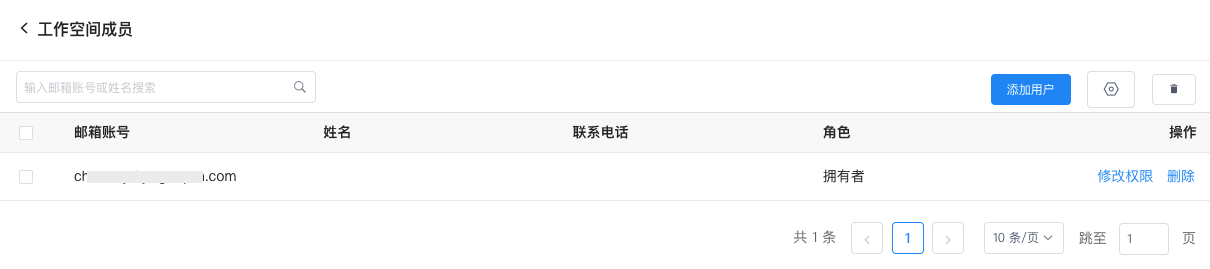 工作空间成员
输入邮箱账号或姓名搜索
添加用户
邮箱账号 姓名 联系电话 角色 操作
ch .com 拥有者 修改权限 删除
共 1 条 1 10 条/页 跳至 1 页